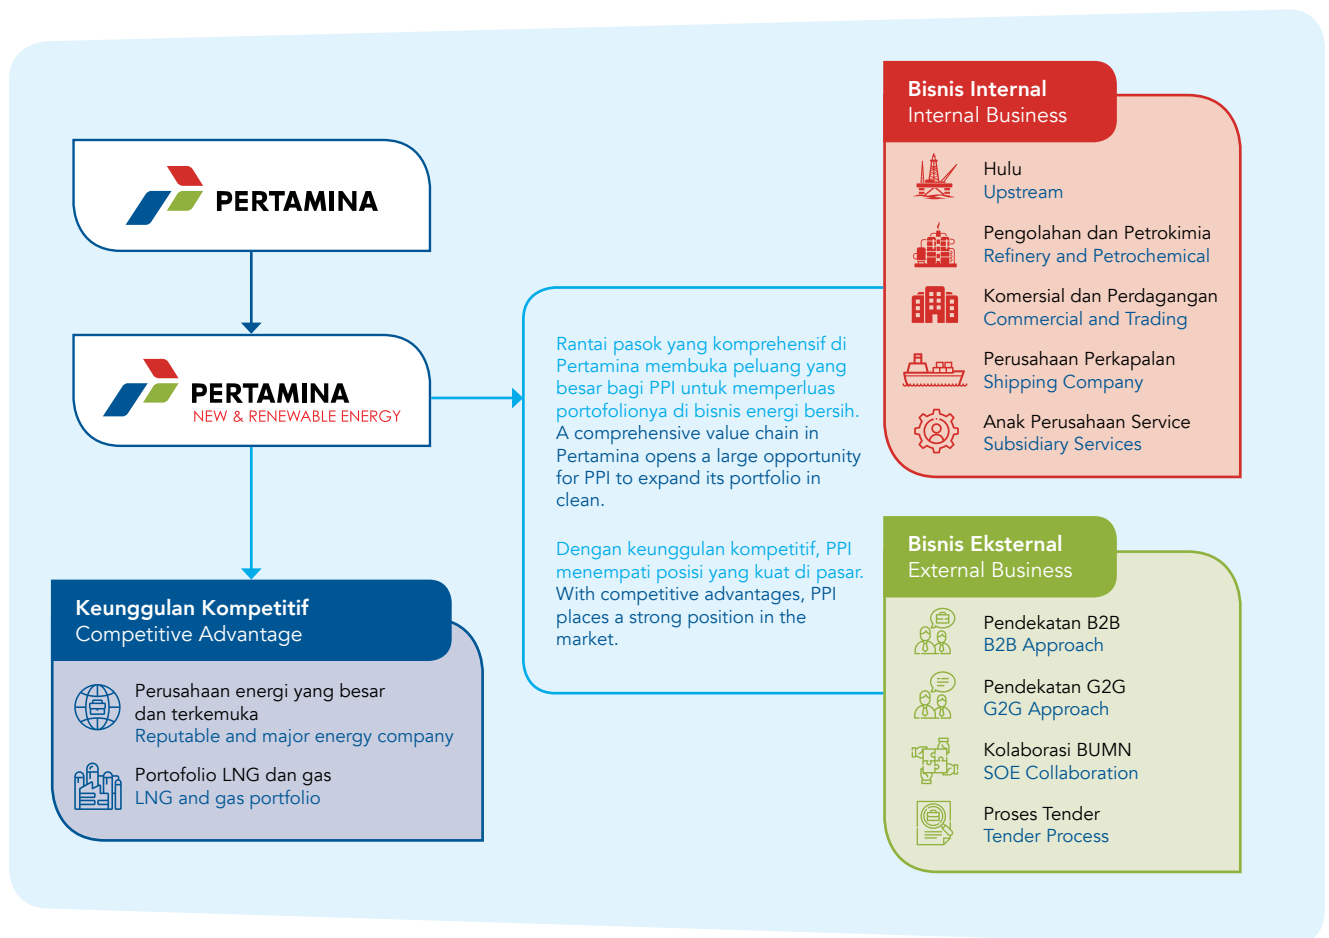 PERTAMINA
PERTAMINA
NEW & RENEWABLE ENERGY
Keunggulan Kompetitif
Competitive Advantage
Perusahaan energi yang besar
dan terkemuka
Reputable and major energy company
Portofolio LNG dan gas
LNG and gas portfolio
Rantai pasok yang komprehensif di
Pertamina membuka peluang yang
besar bagi PPI untuk memperluas
portofolionya di bisnis energi bersih.
A comprehensive value chain in
Pertamina opens a large opportunity
for PPI to expand its portfolio in
clean.
Dengan keunggulan kompetitif, PPI
menempati posisi yang kuat di pasar.
With competitive advantages, PPI
places a strong position in the
market.
Bisnis Internal
Internal Business
Hulu
Upstream
Pengolahan dan Petrokimia
Refinery and Petrochemical
Komersial dan Perdagangan
Commercial and Trading
Perusahaan Perkapalan
Shipping Company
Anak Perusahaan Service
Subsidiary Services
Bisnis Eksternal
External Business
Pendekatan B2B
B2B Approach
Pendekatan G2G
G2G Approach
Kolaborasi BUMN
SOE Collaboration
Proses Tender
Tender Process